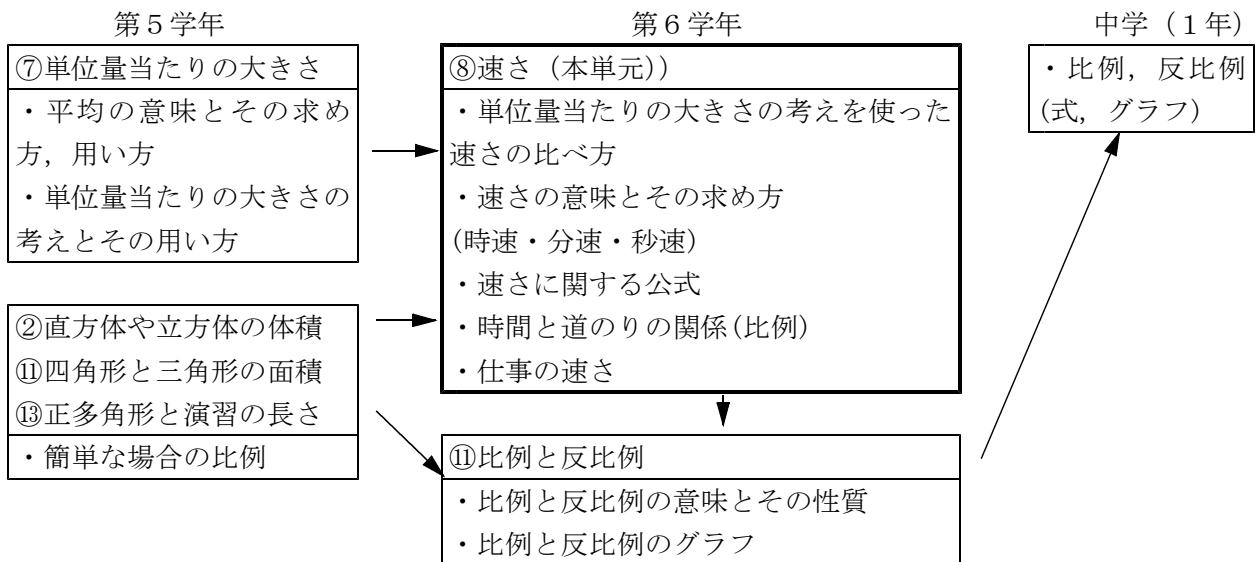 第５学年
⑦単位量当たりの大きさ
・平均の意味とその求め
方，用い方
・単位量当たりの大きさの
考えとその用い方
②直方体や立方体の体積
⑪四角形と三角形の面積
⑬正多角形と演習の長さ
・簡単な場合の比例
第６学年
⑧速さ（本単元））
・単位量当たりの大きさの考えを使った
速さの比べ方
・速さの意味とその求め方
(時速・分速・秒速)
・速さに関する公式
・時間と道のりの関係(比例)
・仕事の速さ
⑪比例と反比例
・比例と反比例の意味とその性質
・比例と反比例のグラフ
中学（１年）
・比例，反比例
(式，グラフ)